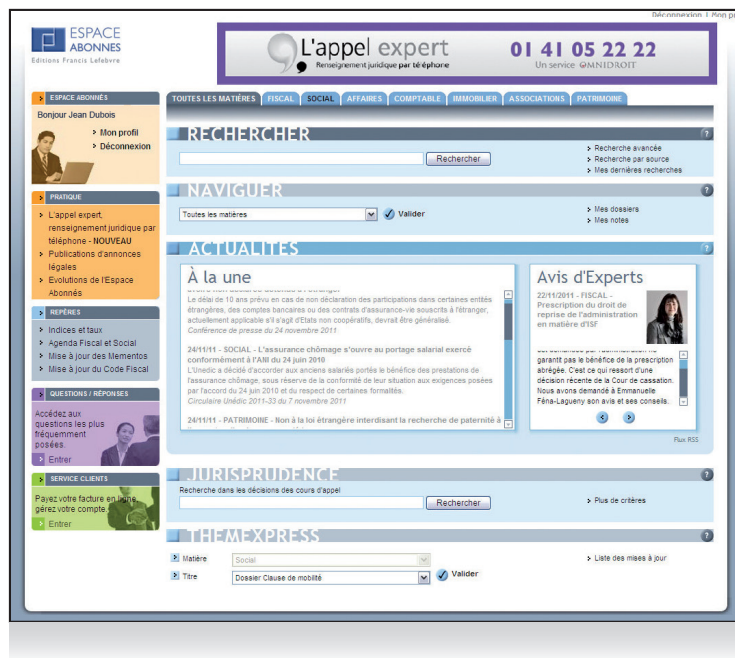 Déconnexion | Mon p
ESPACE
ABONNÉS
Editions Francis Lefebvre
L'appel expert
Renseignement juridique par téléphone
01 41 05 22 22
Un service OMNIDROIT
ESPACE ABONNÉS
Bonjour Jean Dubois
Mon profil
Déconnexion
PRATIQUE
L'appel expert,
renseignement juridique par
téléphone - NOUVEAU
Publications d'annonces
légales
Evolutions de l'Espace
Abonnés
REPÈRES
Indices et taux
Agenda Fiscal et Social
Mise à jour des Mementos
Mise à jour du Code Fiscal
QUESTIONS / RÉPONSES
Accédez aux
questions les plus
fréquemment
posées.
Entrer
SERVICE CLIENTS
Payez votre facture en ligne,
gérez votre compte.
Entrer
TOUTES LES MATIÈRES FISCAL SOCIAL AFFAIRES COMPTABLE IMMOBILIER ASSOCIATIONS PATRIMOINE
RECHERCHER
?
Rechercher
Recherche avancée
Recherche par source
Mes dernières recherches
NAVIGUER
?
Toutes les matières
Valider
Mes dossiers
Mes notes
ACTUALITÉS
?
À la une
Le délai de 10 ans prévu en cas de non déclaration des participations dans certaines entités
étrangères, des comptes bancaires ou des contrats d'assurance-vie souscrits à l'étranger,
actuellement applicable s'il s'agit d'Etats non coopératifs, devrait être généralisé.
Conférence de presse du 24 novembre 2011
24/11/11 - SOCIAL - L'assurance chômage s'ouvre au portage salarial exercé
conformément à l'ANI du 24 juin 2010
L'Unedic a décidé d'accorder aux anciens salariés portés le bénéfice des prestations de
l'assurance chômage, sous réserve de la conformité de leur situation aux exigences posées
par l'accord du 24 juin 2010 et du respect de certaines formalités.
Circulaire Unédic 2011-33 du 7 novembre 2011
24/11/11 - PATRIMOINE - Non à la loi étrangère interdisant la recherche de paternité à
Avis d'Experts
22/11/2011 - FISCAL -
Prescription du droit de
reprise de l'administration
en matière d'ISF
garantit pas le bénéfice de la prescription
abrégée. C'est ce qui ressort d'une
décision récente de la Cour de cassation.
Nous avons demandé à Emmanuelle
Féna-Lagueny son avis et ses conseils.
Flux RSS
JURISPRUDENCE
?
Recherche dans les décisions des cours d'appel
Rechercher
Plus de critères
THEMEXPRESS
?
Matière
Social
Liste des mises à jour
Titre
Dossier Clause de mobilité
Valider